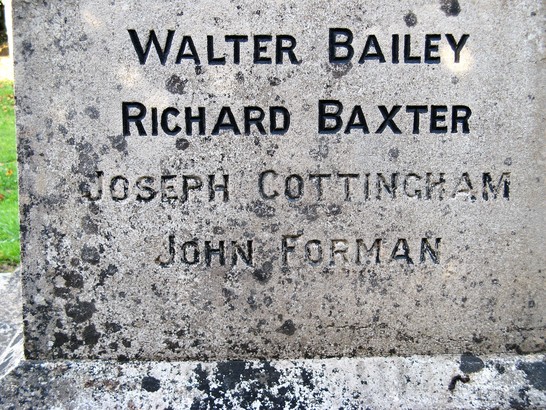 WALTER BAILEY
RICHARD BAXTER
JOSEPH COTTINGHAM
JOHN FORMAN